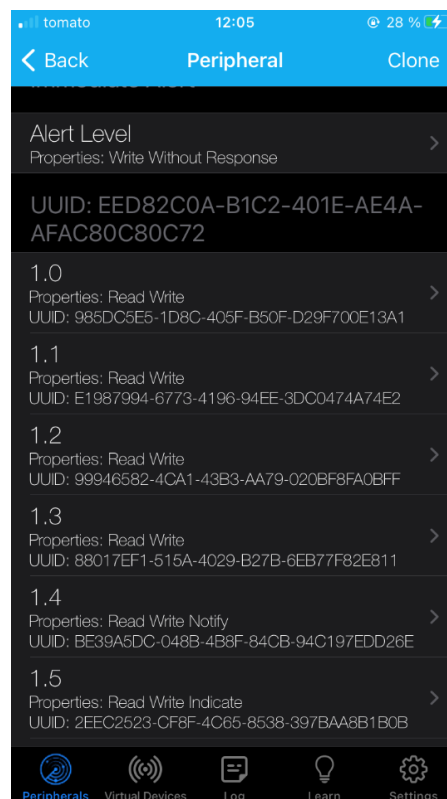 tomato 12:05 28 %
Back Peripheral Clone
Immediate Alert
Alert Level
Properties: Write Without Response
UUID: EED82C0A-B1C2-401E-AE4A-
AFAC80C80C72
1.0
Properties: Read Write
UUID: 985DC5E5-1D8C-405F-B50F-D29F700E13A1
1.1
Properties: Read Write
UUID: E1987994-6773-4196-94EE-3DC0474A74E2
1.2
Properties: Read Write
UUID: 99946582-4CA1-43B3-AA79-020BF8FA0BFF
1.3
Properties: Read Write
UUID: 88017EF1-515A-4029-B27B-6EB77F82E811
1.4
Properties: Read Write Notify
UUID: BE39A5DC-048B-4B8F-84CB-94C197EDD26E
1.5
Properties: Read Write Indicate
UUID: 2EEC2523-CF8F-4C65-8538-397BAA8B1B0B
Peripherals Virtual Devices Log Learn Settings